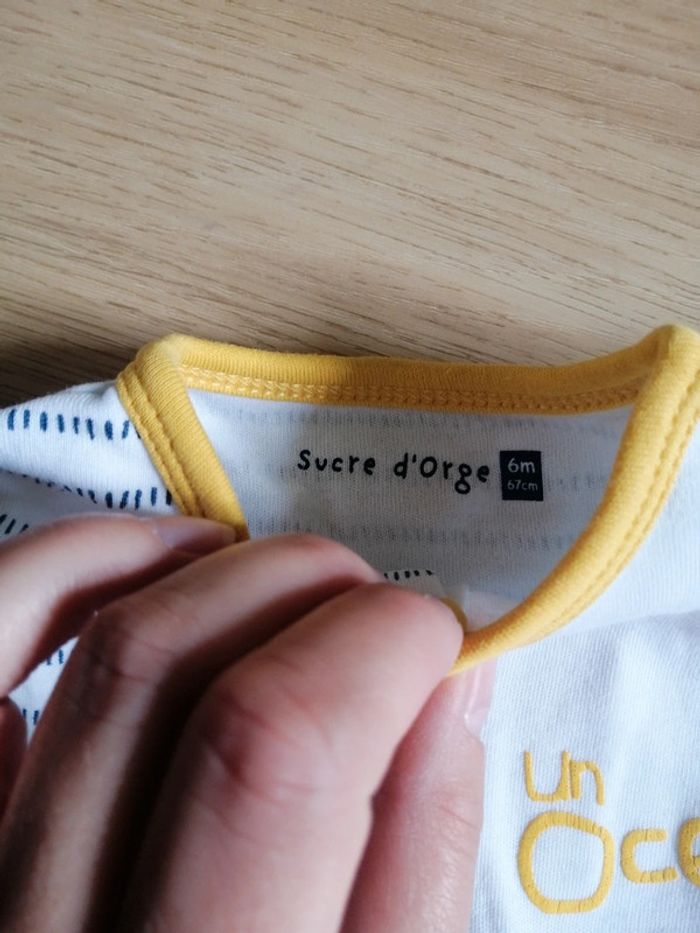 Sucre d'Orge
6m
67cm
un